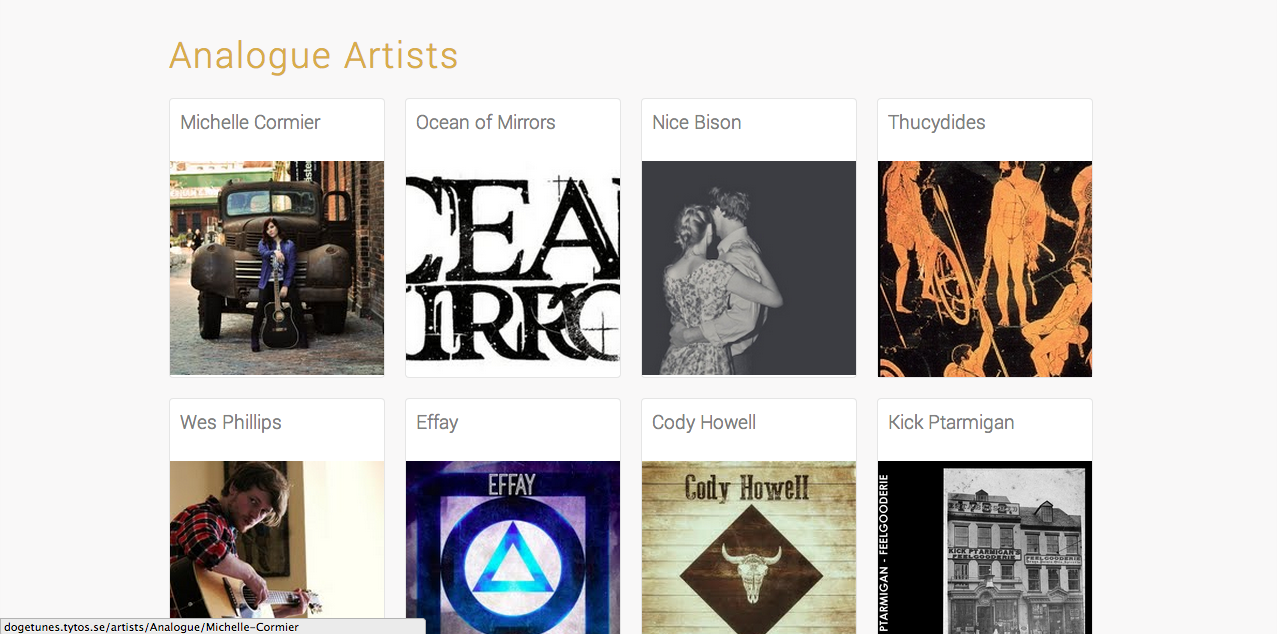 Analogue Artists
Michelle Cormier
Ocean of Mirrors
Nice Bison
Thucydides
CEA
IRRO
Wes Phillips
Effay
Cody Howell
Kick Ptarmigan
EFFAY
Cody Howell
PTARMIGAN - FEELGOODERIE
KICK PTARMIGAN'S
FEELGOODERIE
FEELGOODERIE
dogetunes.tytos.se/artists/Analogue/Michelle-Cormier